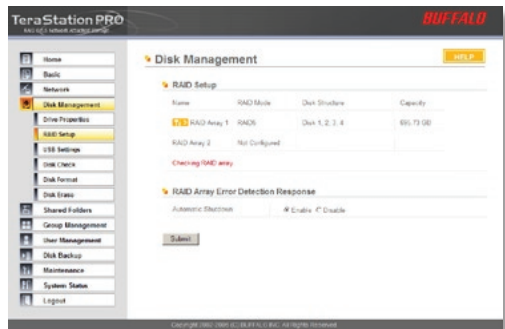 TeraStation PRO
BUFFALO
Home
Basic
Network
Disk Management
Drive Properties
RAID Setup
USB Settings
Disk Check
Disk Format
Disk Erase
Shared Folders
Group Management
User Management
Disk Backup
Maintenance
System Status
Logout
Disk Management
HELP
RAID Setup
Name RAID Mode Disk Structure Capacity
RAID Array 1 RAID5 Disk 1, 2, 3, 4 695.73 GB
RAID Array 2 Not Configured
Checking RAID array
RAID Array Error Detection Response
Automatic Shutdown Enable Disable
Submit